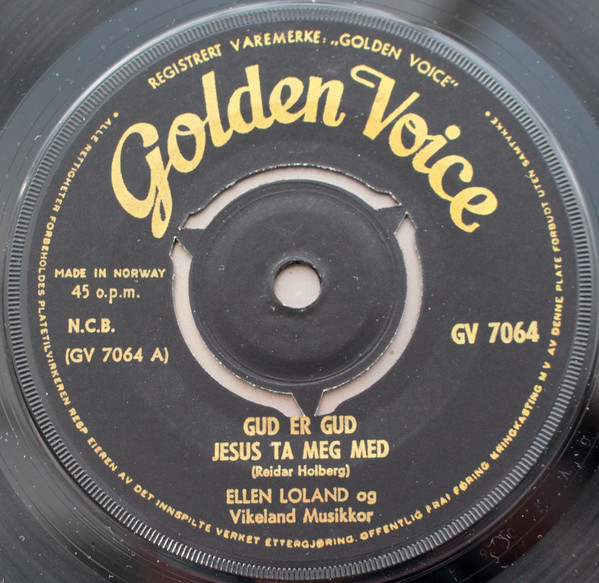 REGISTRERT VAREMERKE: „GOLDEN VOICE"
Golden Voice
MADE IN NORWAY
45 o.p.m.
N.C.B.
(GV 7064 A)
GV 7064
GUD ER GUD
JESUS TA MEG MED
(Reidar Holberg)
ELLEN LOLAND og
Vikeland Musikkor
• ALLE RETTIGHETER FORBEHOLDES PLATETILVIRKEREN RESP EIEREN AV DET INNSPILTE VERKET ETTERGJØRING. OFFENTLIG FRAFØRING KRINGKASTING M V AV DENNE PLATE FORBUDT UTEN SAMTYKKE •